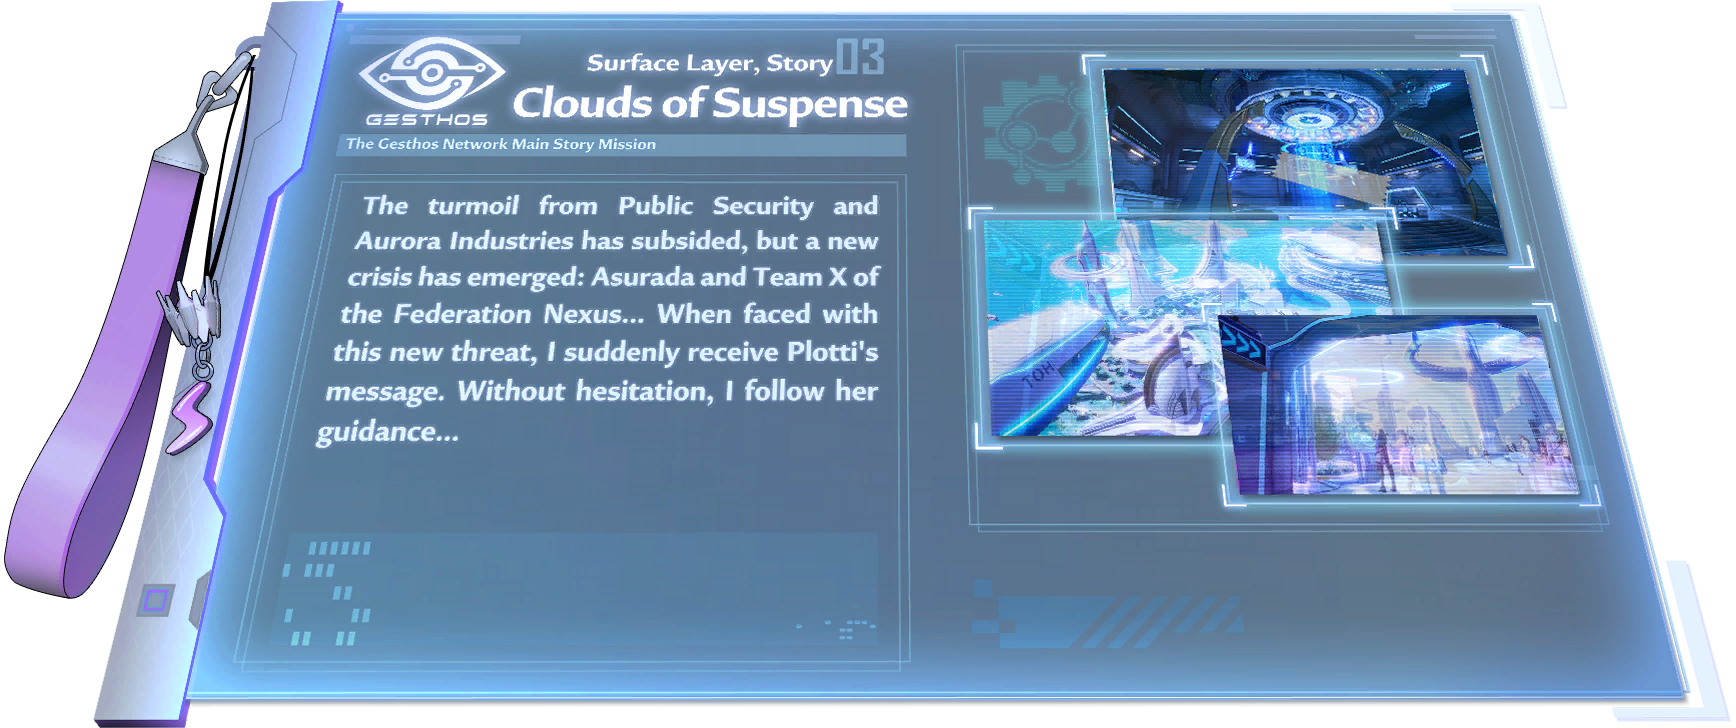 GESTHOS
Surface Layer, Story 03
Clouds of Suspense
The Gesthos Network Main Story Mission
The turmoil from Public Security and
Aurora Industries has subsided, but a new
crisis has emerged: Asurada and Team X of
the Federation Nexus... When faced with
this new threat, I suddenly receive Plotti's
message. Without hesitation, I follow her
guidance...
TOH